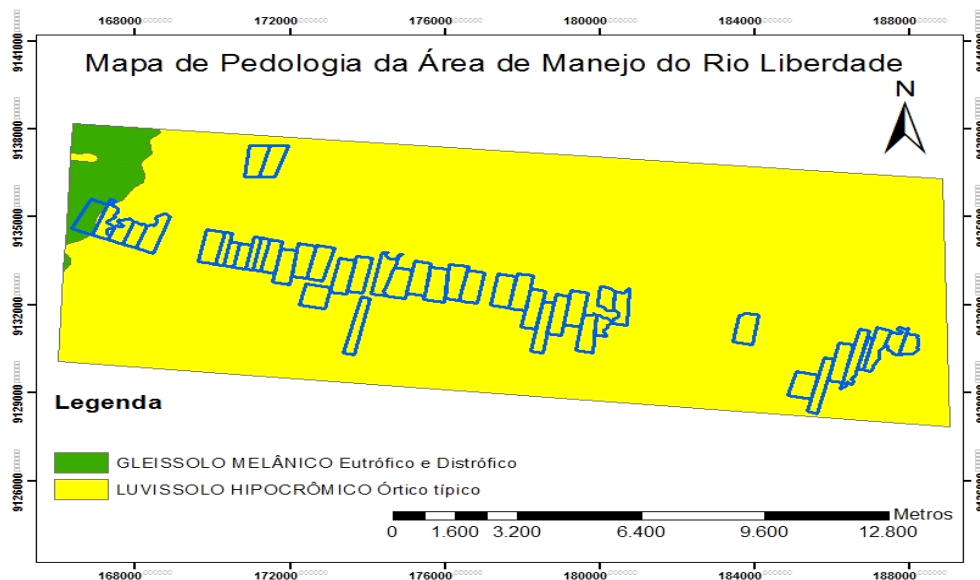 168000 172000 176000 180000 184000 188000
Mapa de Pedologia da Área de Manejo do Rio Liberdade
N
9141000
9138000
9135000
9132000
9129000
9126000
Legenda
GLEISSOLO MELÂNICO Eutrófico e Distrófico
LUVISSOLO HIPOCRÔMICO Órtico típico
Metros
0 1.600 3.200 6.400 9.600 12.800
168000 172000 176000 180000 184000 188000